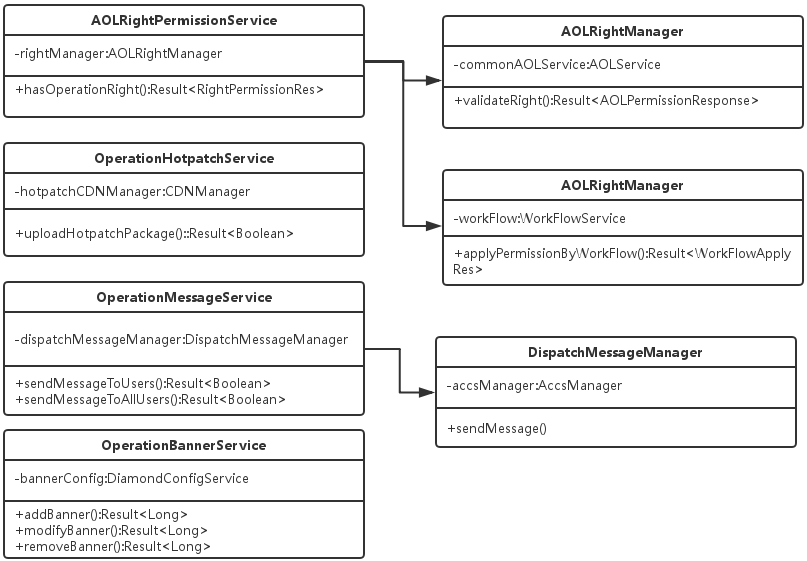 AOLRightPermissionService
-rightManager:AOLRightManager
+hasOperationRight():Result<RightPermissionRes>
OperationHotpatchService
-hotpatchCDNManager:CDNManager
+uploadHotpatchPackage()::Result<Boolean>
OperationMessageService
-dispatchMessageManager:DispatchMessageManager
+sendMessageToUsers():Result<Boolean>
+sendMessageToAllUsers():Result<Boolean>
OperationBannerService
-bannerConfig:DiamondConfigService
+addBanner():Result<Long>
+modifyBanner():Result<Long>
+removeBanner():Result<Long>
AOLRightManager
-commonAOLService:AOLService
+validateRight():Result<AOLPermissionResponse>
AOLRightManager
-workFlow:WorkFlowService
+applyPermissionByWorkFlow():Result<WorkFlowApply
Res>
DispatchMessageManager
-accsManager:AccsManager
+sendMessage()